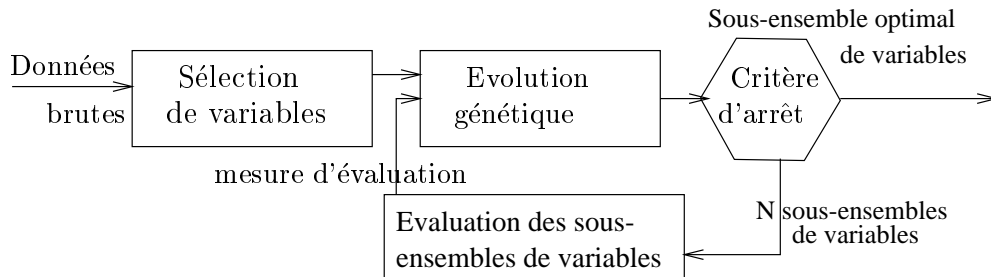 Sous-ensemble optimal
de variables
Données
brutes
Sélection
de variables
Evolution
génétique
Critère
d'arrêt
mesure d'évaluation
Evaluation des sous-
ensembles de variables
N sous-ensembles
de variables